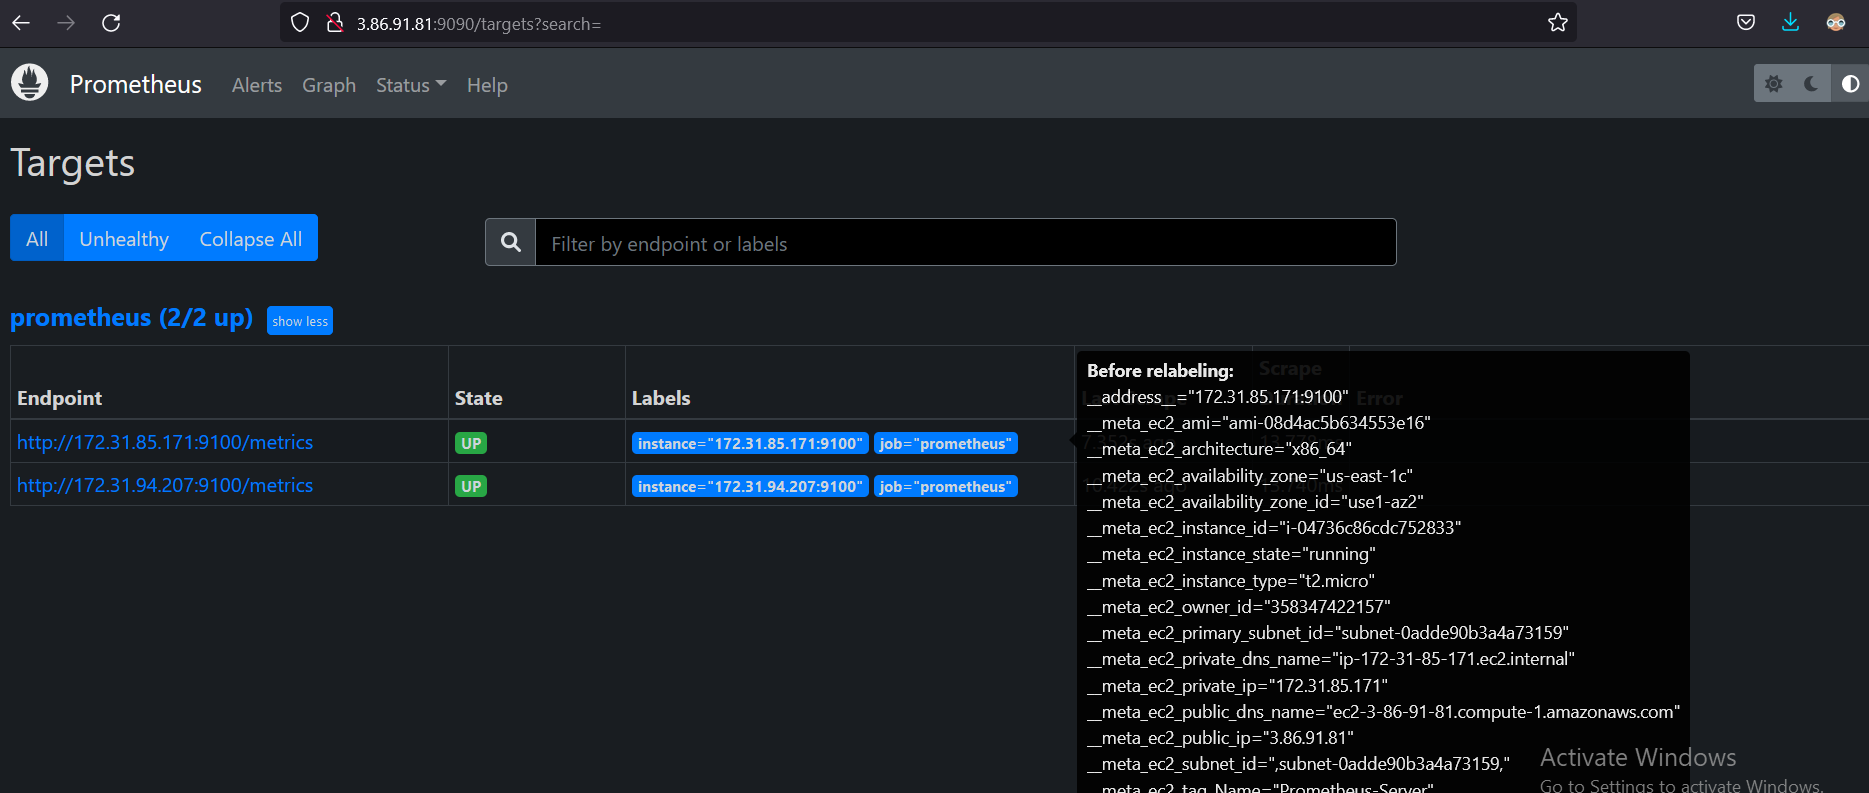 3.86.91.81:9090/targets?search=
Prometheus Alerts Graph Status Help
Targets
All Unhealthy Collapse All
Filter by endpoint or labels
prometheus (2/2 up) show less
Endpoint State Labels Scrape Error
http://172.31.85.171:9100/metrics UP instance="172.31.85.171:9100" job="prometheus"
http://172.31.94.207:9100/metrics UP instance="172.31.94.207:9100" job="prometheus"
Before relabeling:
__address__="172.31.85.171:9100"
__meta_ec2_ami="ami-08d4ac5b634553e16"
__meta_ec2_architecture="x86_64"
__meta_ec2_availability_zone="us-east-1c"
__meta_ec2_availability_zone_id="use1-az2"
__meta_ec2_instance_id="i-04736c86cdc752833"
__meta_ec2_instance_state="running"
__meta_ec2_instance_type="t2.micro"
__meta_ec2_owner_id="358347422157"
__meta_ec2_primary_subnet_id="subnet-0adde90b3a4a73159"
__meta_ec2_private_dns_name="ip-172-31-85-171.ec2.internal"
__meta_ec2_private_ip="172.31.85.171"
__meta_ec2_public_dns_name="ec2-3-86-91-81.compute-1.amazonaws.com"
__meta_ec2_public_ip="3.86.91.81"
__meta_ec2_subnet_id=",subnet-0adde90b3a4a73159,"
__meta_ec2_tag_Name="Prometheus-Server"
Activate Windows
Go to Settings to activate Windows.